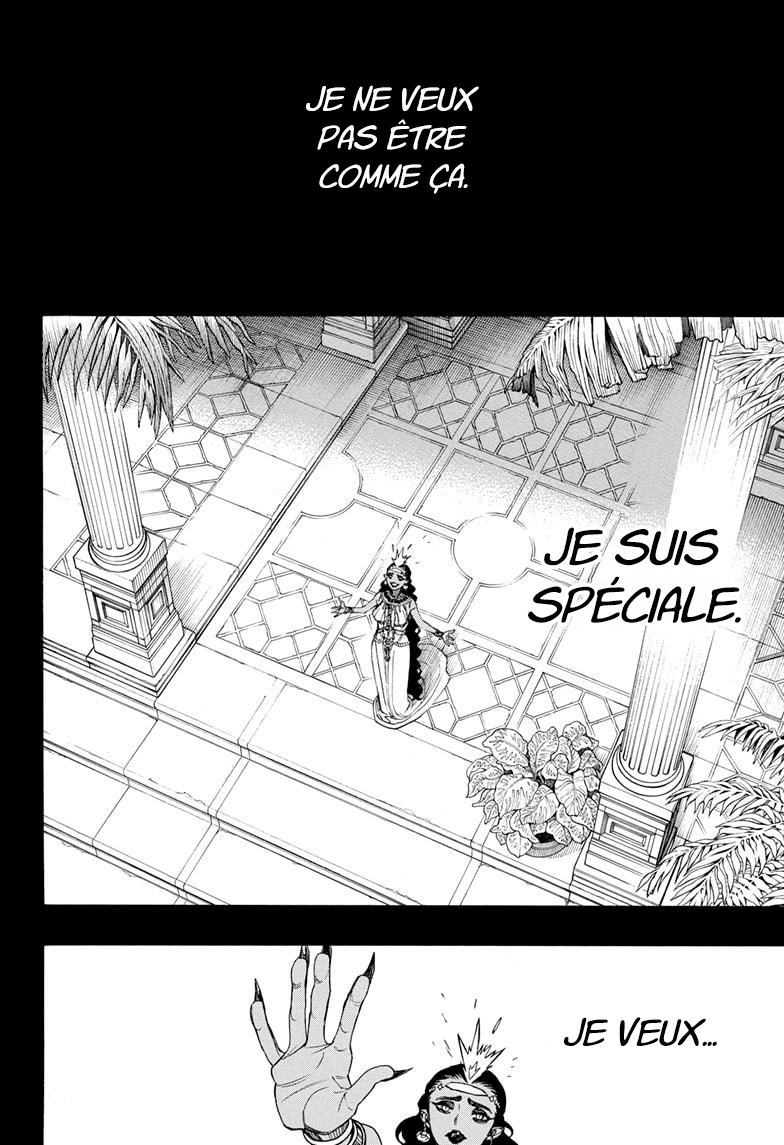 JE NE VEUX
PAS ÊTRE
COMME ÇA.
JE SUIS
SPÉCIALE.
JE VEUX...